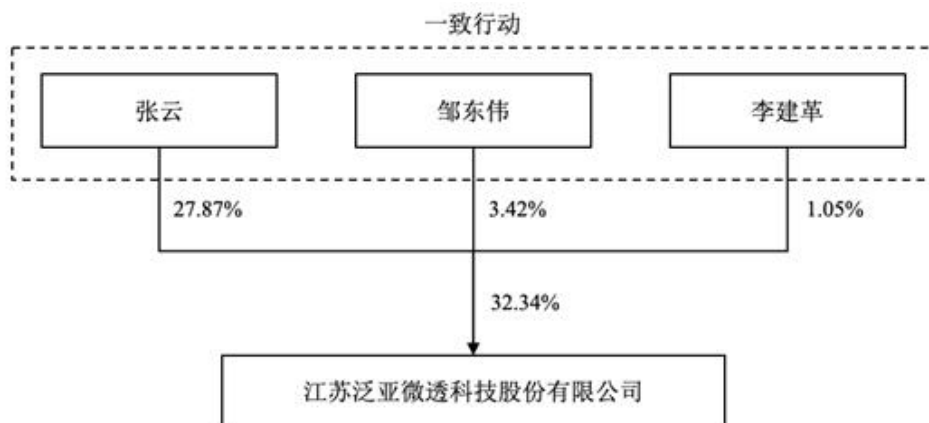 一致行动
张云
邹东伟
李建革
27.87%
3.42%
1.05%
32.34%
江苏泛亚微透科技股份有限公司